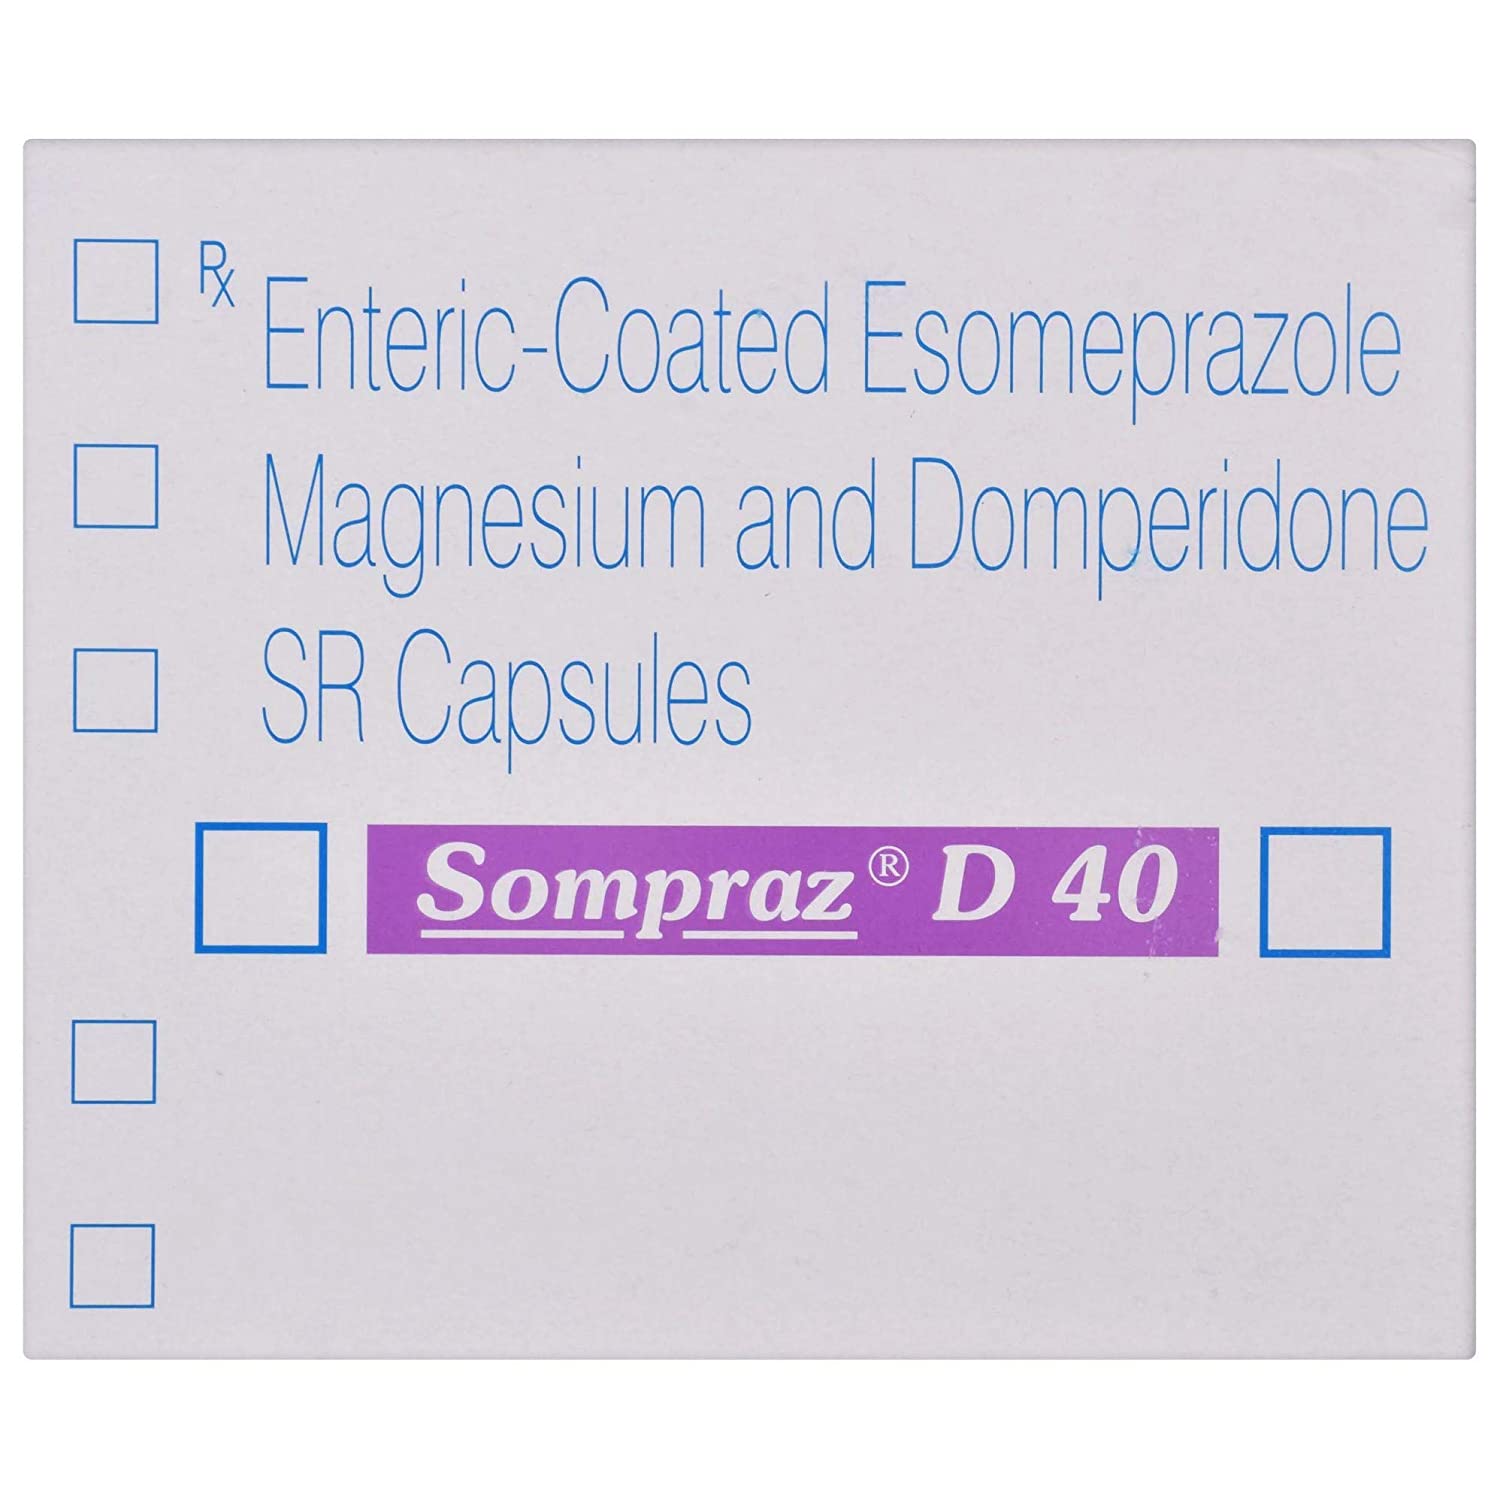 Rx Enteric-Coated Esomeprazole
Magnesium and Domperidone
SR Capsules
Sompraz® D 40